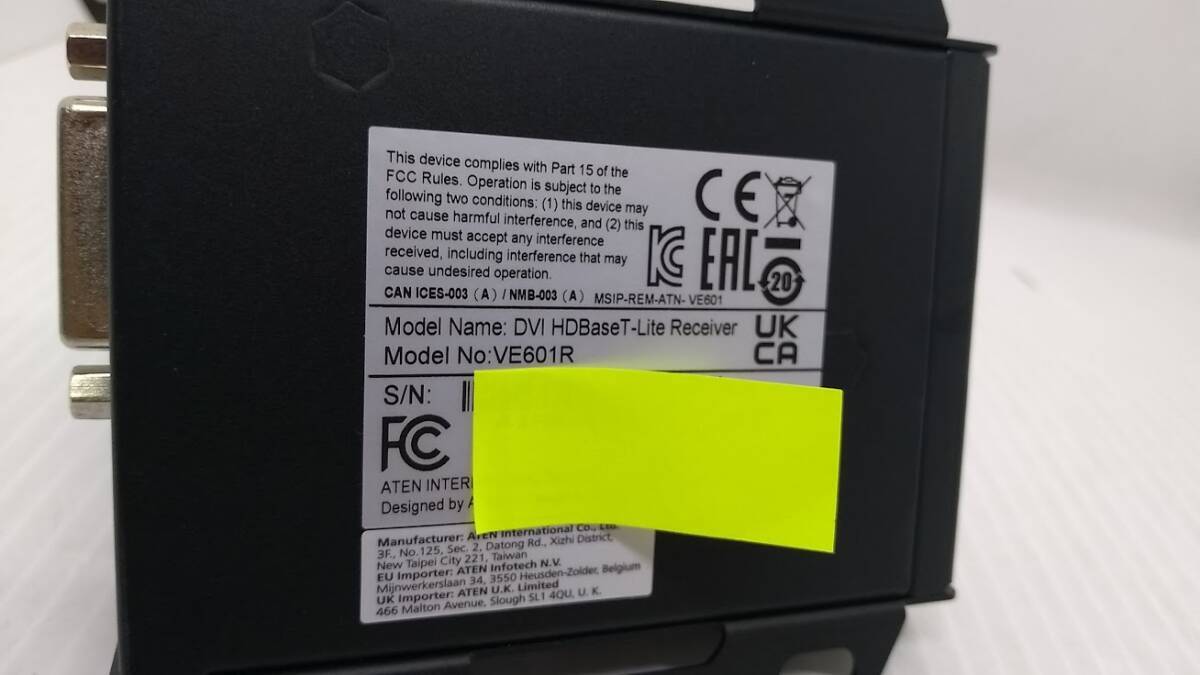 This device complies with Part 15 of the
FCC Rules. Operation is subject to the
following two conditions: (1) this device may
not cause harmful interference, and (2) this
device must accept any interference
received, including interference that may
cause undesired operation.
CE
KC EAC 20
CAN ICES-003 (A) / NMB-003 (A) MSIP-REM-ATN- VE601
Model Name: DVI HDBaseT-Lite Receiver
Model No:VE601R
UK
CA
S/N:
FC
ATEN INTER
Designed by A
Manufacturer: ATEN International Co., Ltd.
3F., No.125, Sec. 2, Datong Rd., Xizhi District,
New Taipei City 221, Taiwan
EU Importer: ATEN Infotech N.V.
Mijnwerkerslaan 34, 3550 Heusden-Zolder, Belgium
UK Importer: ATEN U.K. Limited
466 Malton Avenue, Slough SL1 4QU, U. K.